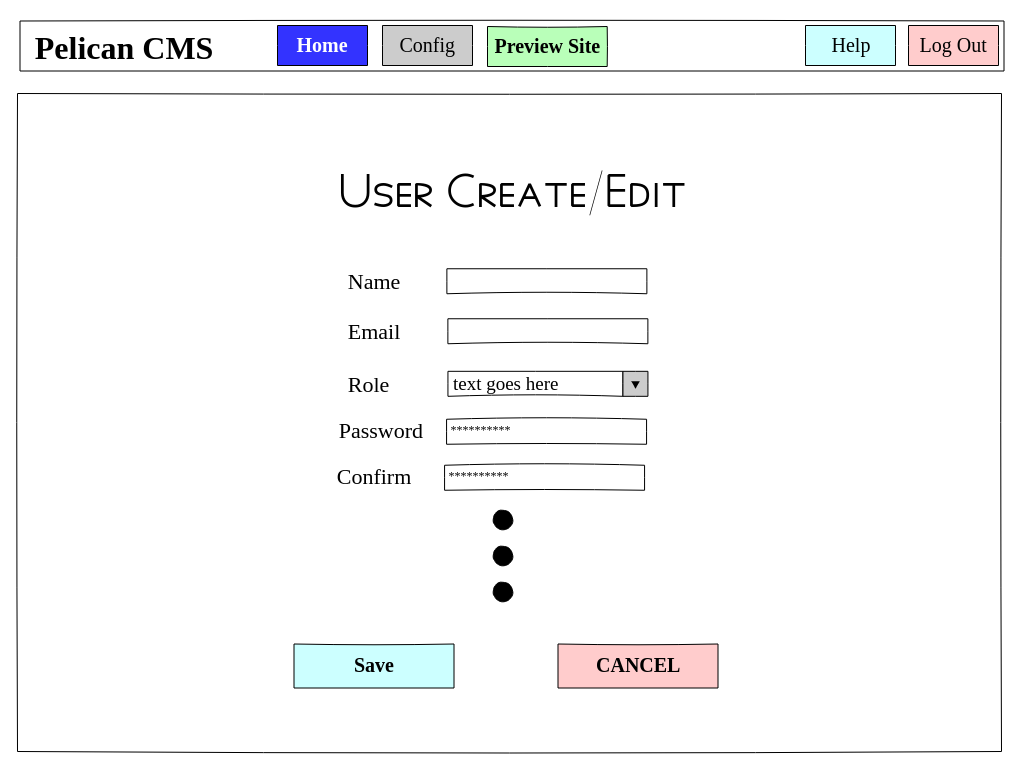 Pelican CMS Home Config Preview Site Help Log Out
User Create/Edit
Name
Email
Role text goes here ▼
Password **********
Confirm **********
Save CANCEL